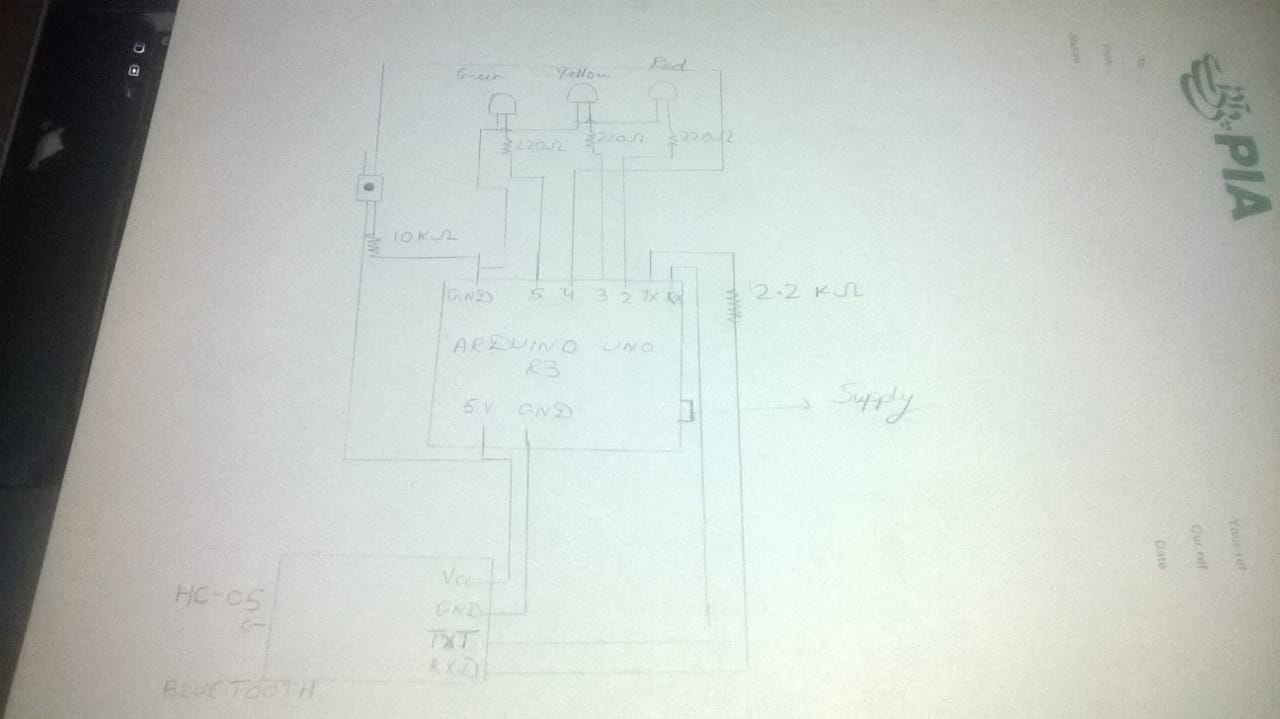 Green Yellow Red
220Ω 220Ω 220Ω
10KΩ
GND 5 4 3 2 TX RX
2.2 KΩ
ARDUINO UNO
R3
5V GND
Supply
HC-05
Vcc
GND
TXT
RXD
BLUETOOTH
PIA
Your ref
Our ref
Date